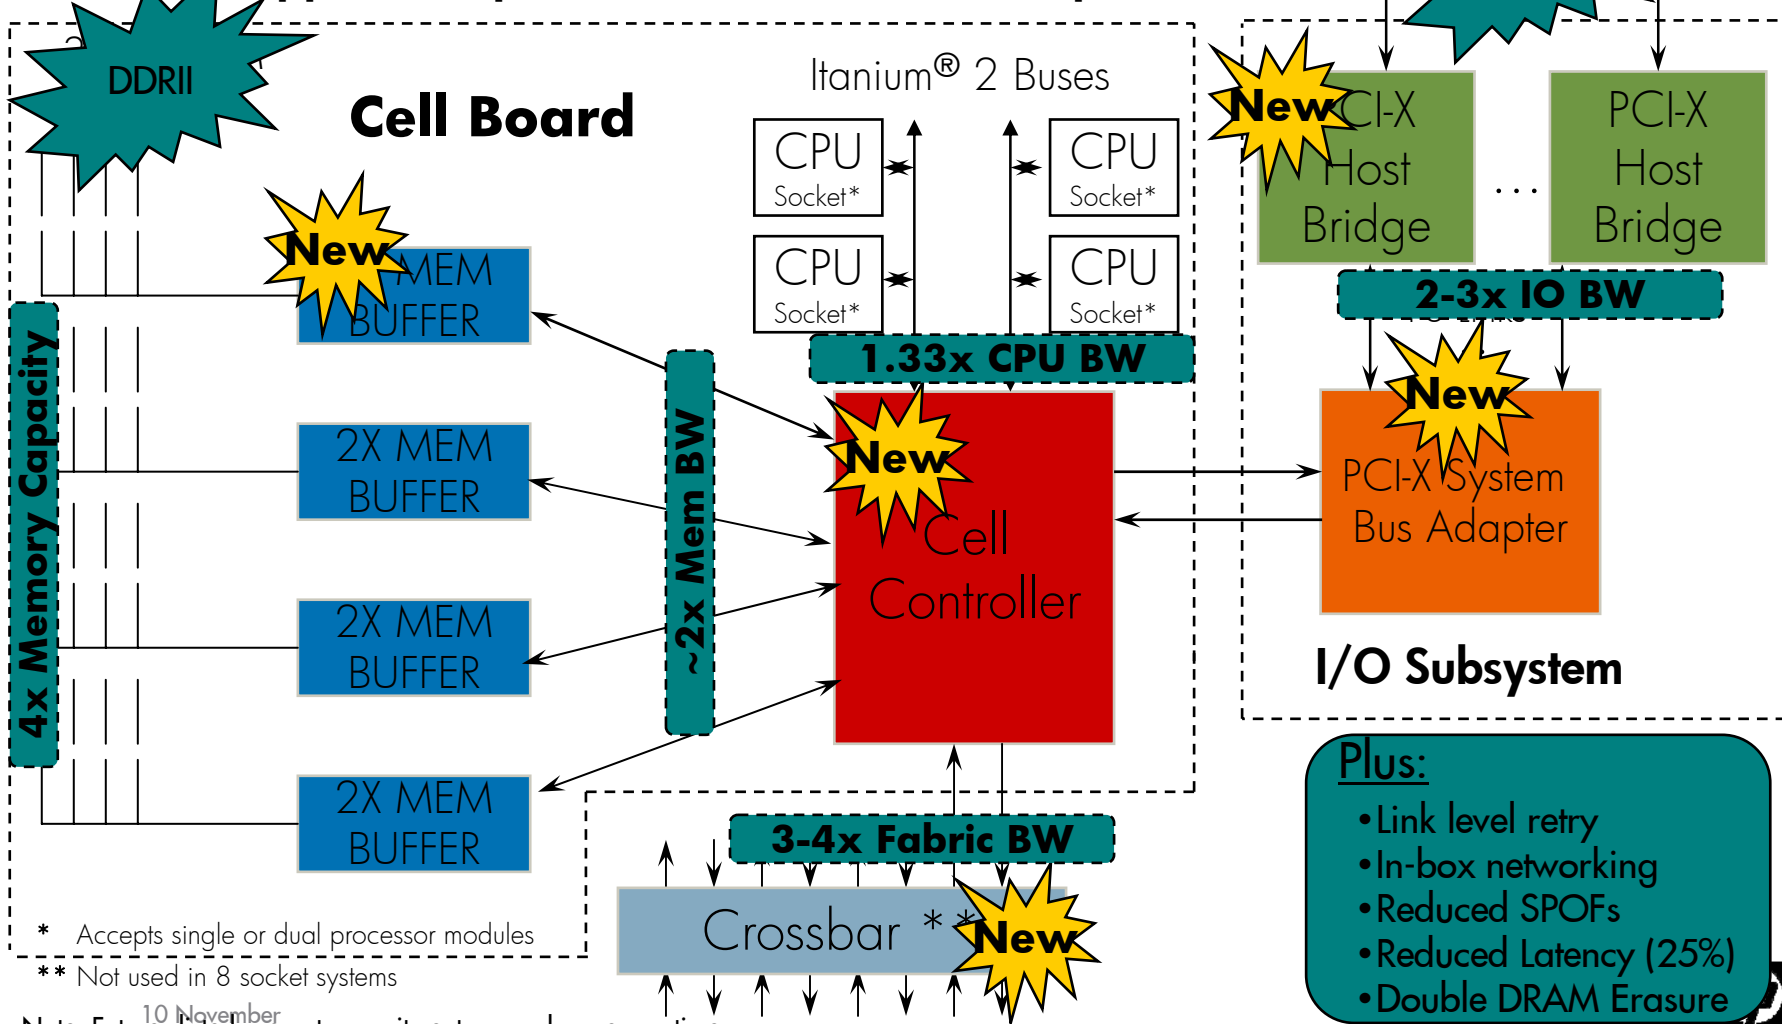 DDRII
Cell Board
Itanium® 2 Buses
CPU
Socket*
CPU
Socket*
CPU
Socket*
CPU
Socket*
1.33x CPU BW
New
MEM
BUFFER
2X MEM
BUFFER
2X MEM
BUFFER
2X MEM
BUFFER
4x Memory Capacity
~2x Mem BW
New
Cell
Controller
3-4x Fabric BW
Crossbar **
New
New
PCI-X
Host
Bridge
...
PCI-X
Host
Bridge
2-3x IO BW
New
PCI-X System
Bus Adapter
I/O Subsystem
Plus:
•Link level retry
•In-box networking
•Reduced SPOFs
•Reduced Latency (25%)
•Double DRAM Erasure
* Accepts single or dual processor modules
** Not used in 8 socket systems
10 November